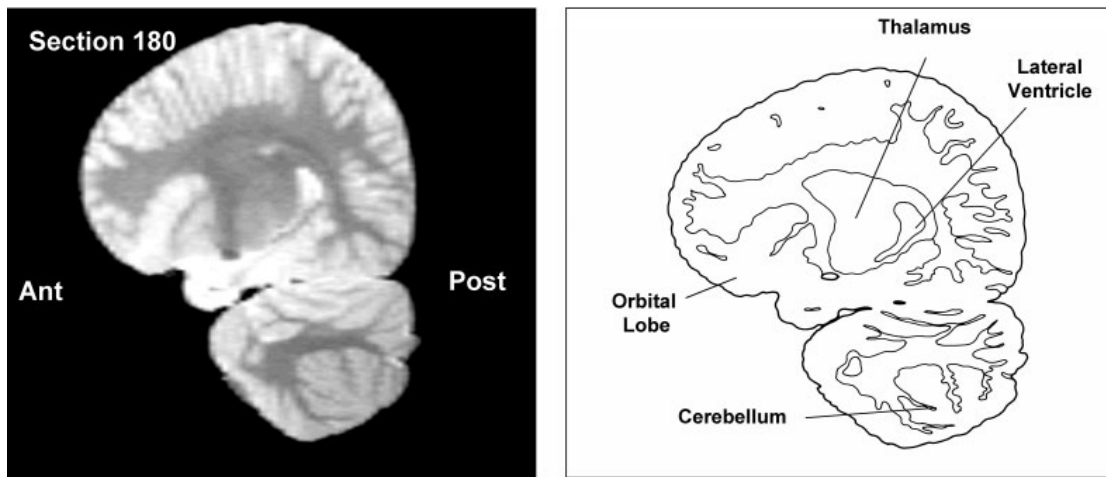 Section 180
Ant
Post
Thalamus
Lateral
Ventricle
Orbital
Lobe
Cerebellum